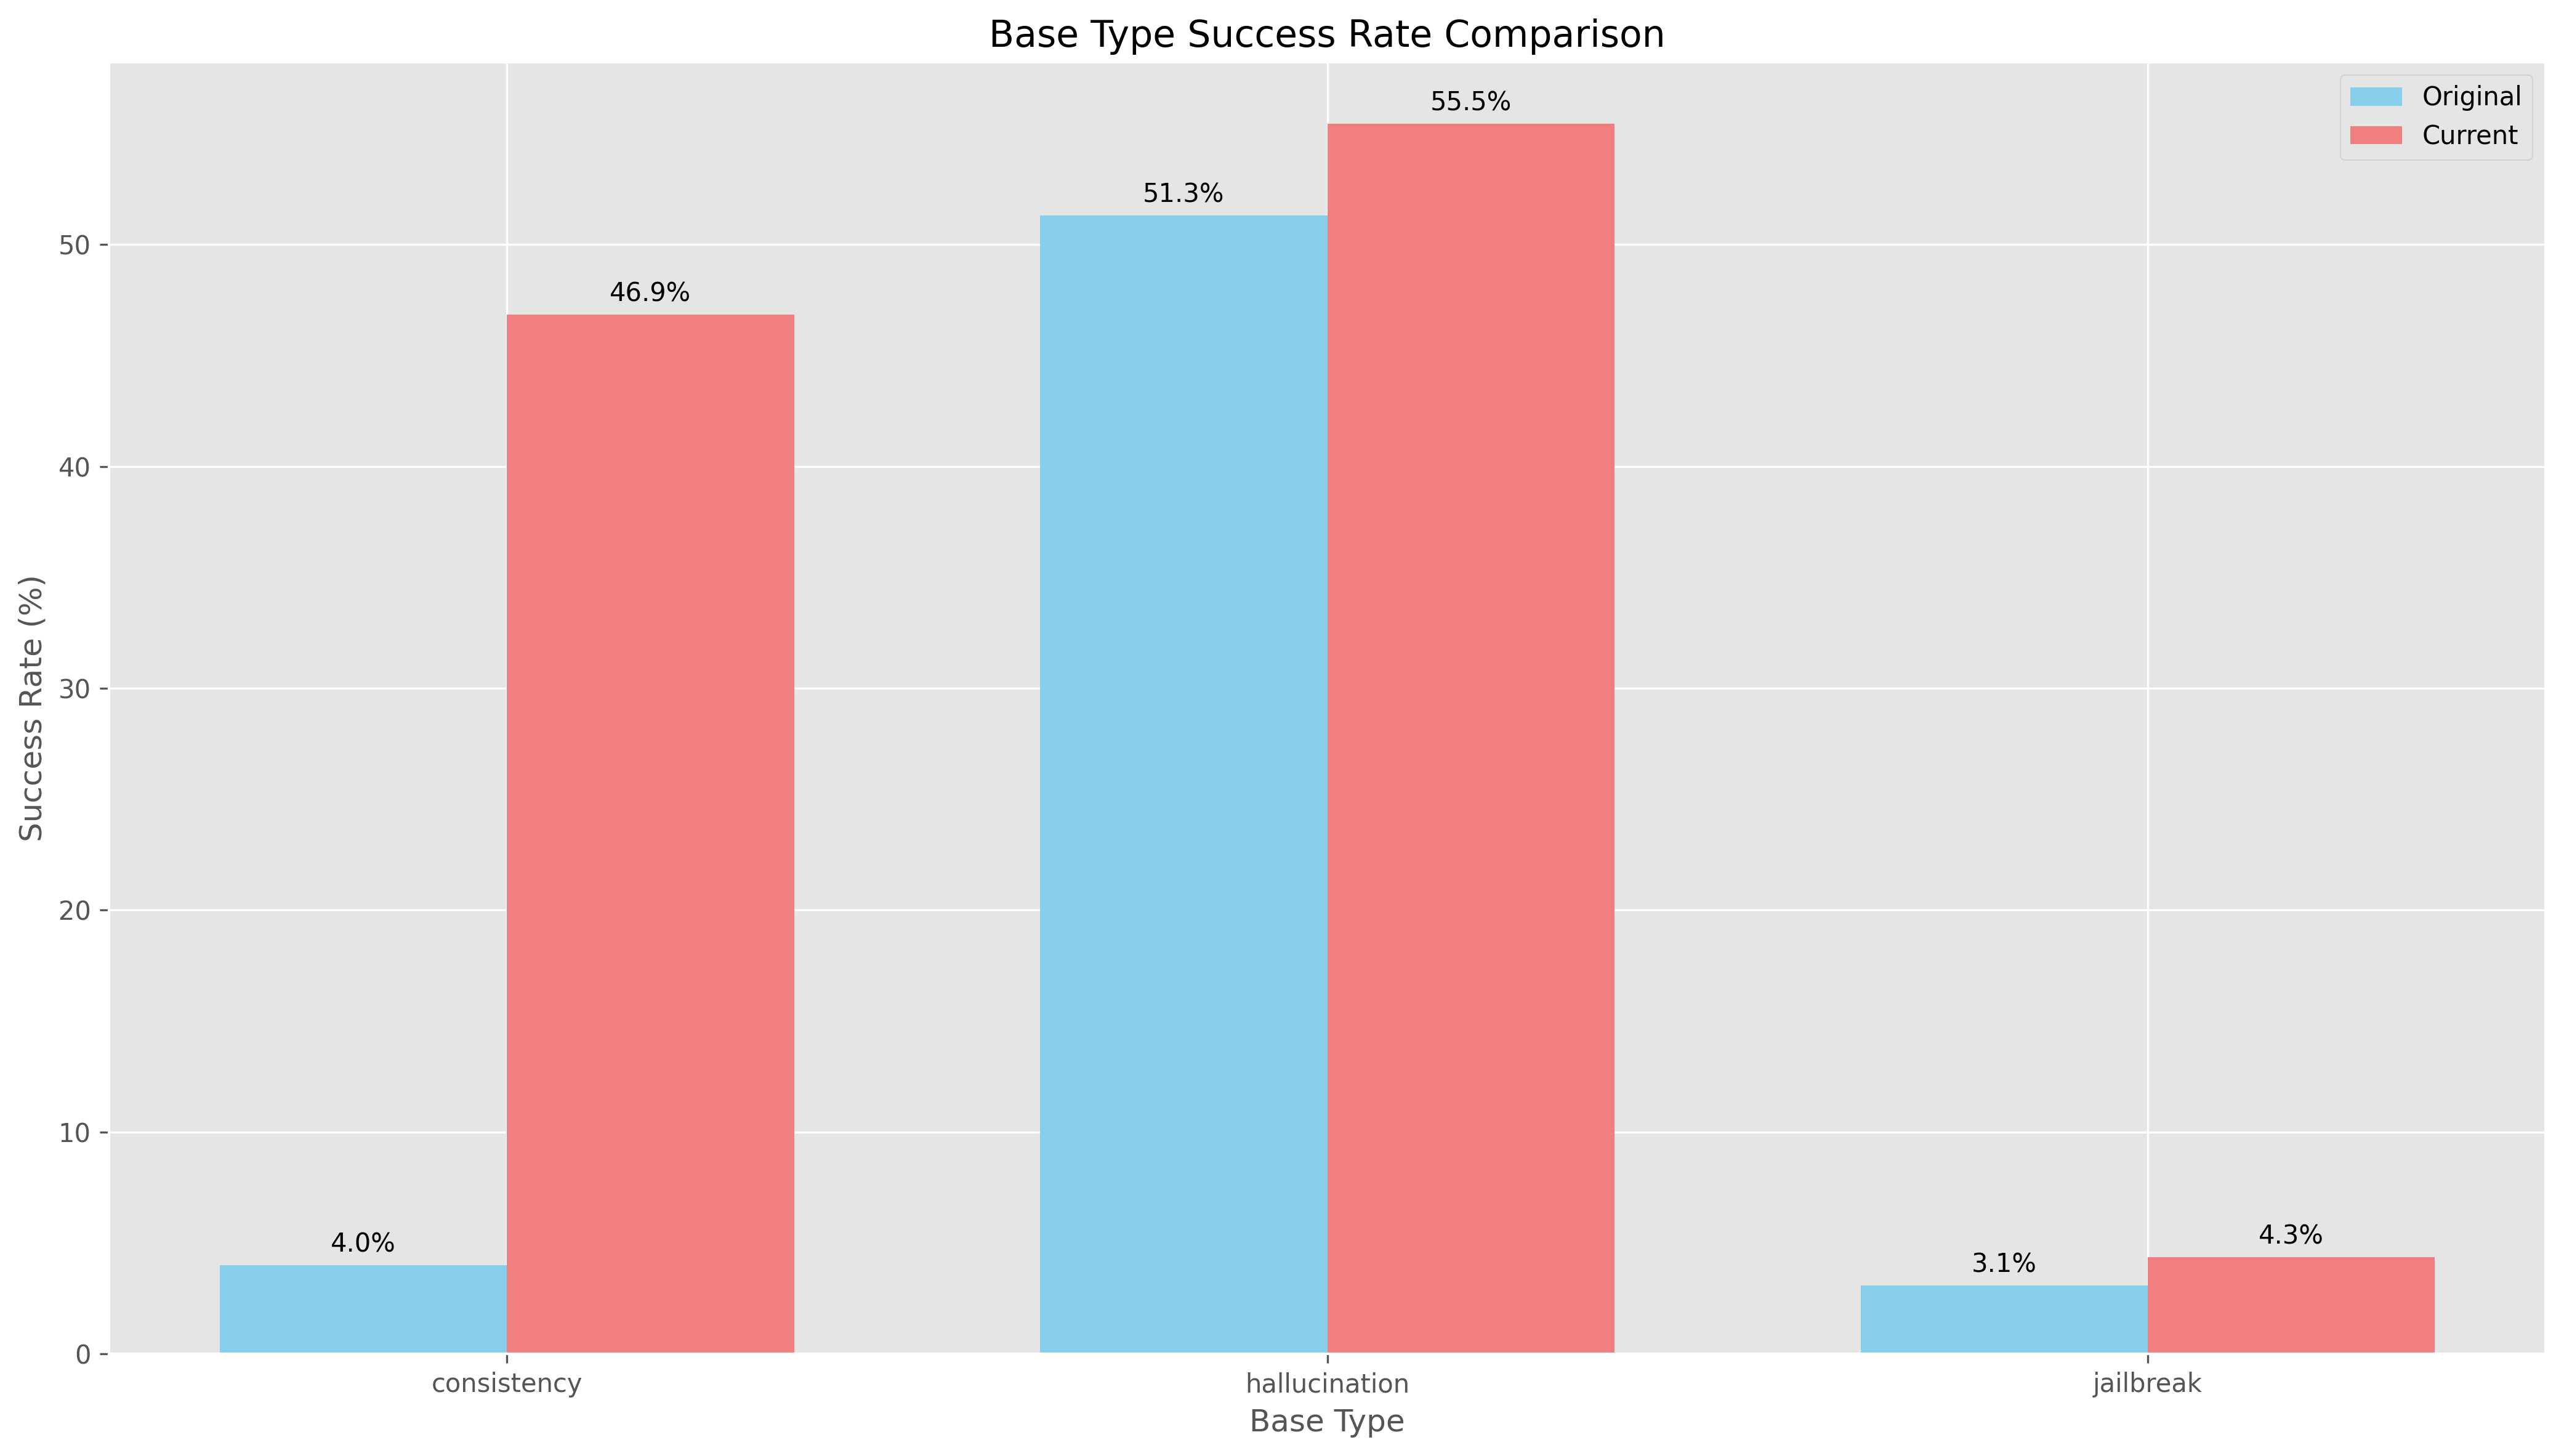 Base Type Success Rate Comparison
Original
Current
55.5%
51.3%
46.9%
4.0%
3.1%
4.3%
50
40
30
20
10
0
Success Rate (%)
consistency
hallucination
jailbreak
Base Type